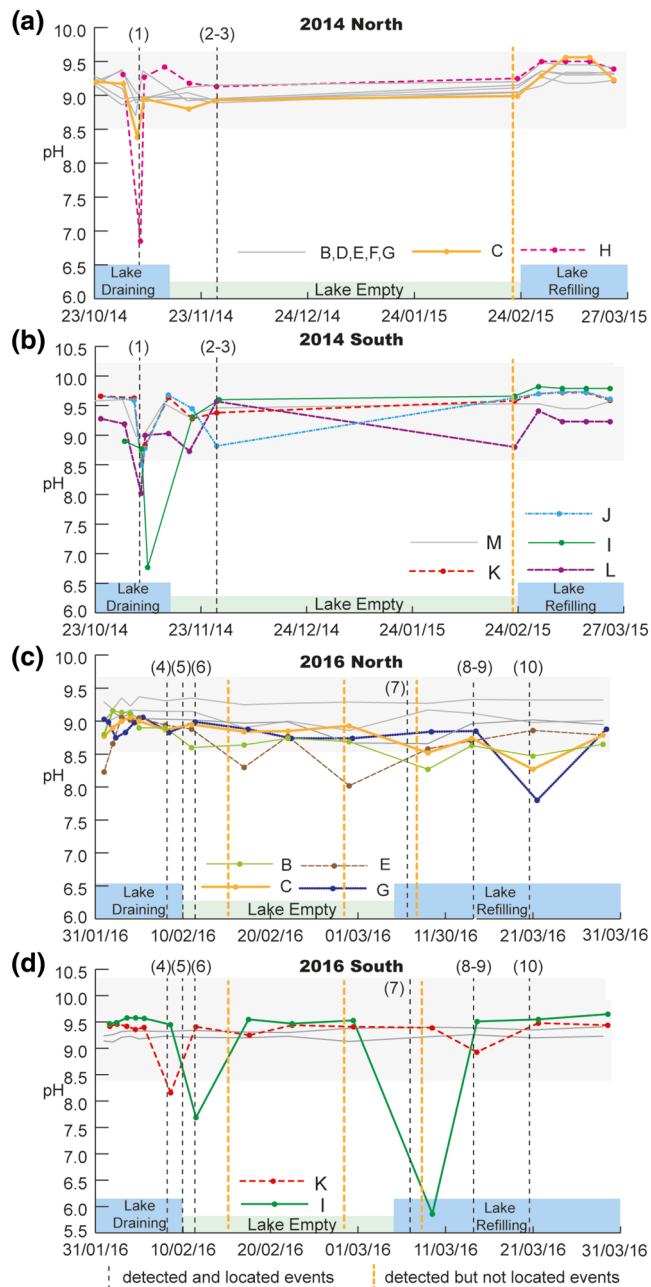 (a)
2014 North
(1)
(2-3)
10.0
9.5
9.0
8.5
pH
8.0
7.5
7.0
6.5
6.0
B,D,E,F,G
C
H
Lake
Draining
Lake Empty
Lake
Refilling
23/10/14
23/11/14
24/12/14
24/01/15
24/02/15
27/03/15
(b)
2014 South
(1)
(2-3)
10.5
10.0
9.5
9.0
8.5
pH
8.0
7.5
7.0
6.5
6.0
J
M
I
K
L
Lake
Draining
Lake Empty
Lake
Refilling
23/10/14
23/11/14
24/12/14
24/01/15
24/02/15
27/03/15
(c)
2016 North
(4)
(5)
(6)
(7)
(8-9)
(10)
10.0
9.5
9.0
8.5
pH
8.0
7.5
7.0
6.5
6.0
B
E
C
G
Lake
Draining
Lake Empty
Lake
Refilling
31/01/16
10/02/16
20/02/16
01/03/16
11/30/16
21/03/16
31/03/16
(d)
2016 South
(4)
(5)
(6)
(7)
(8-9)
(10)
10.5
10.0
9.5
9.0
8.5
pH
8.0
7.5
7.0
6.5
6.0
5.5
K
I
Lake
Draining
Lake Empty
Lake
Refilling
31/01/16
10/02/16
20/02/16
01/03/16
11/03/16
21/03/16
31/03/16
detected and located events
detected but not located events